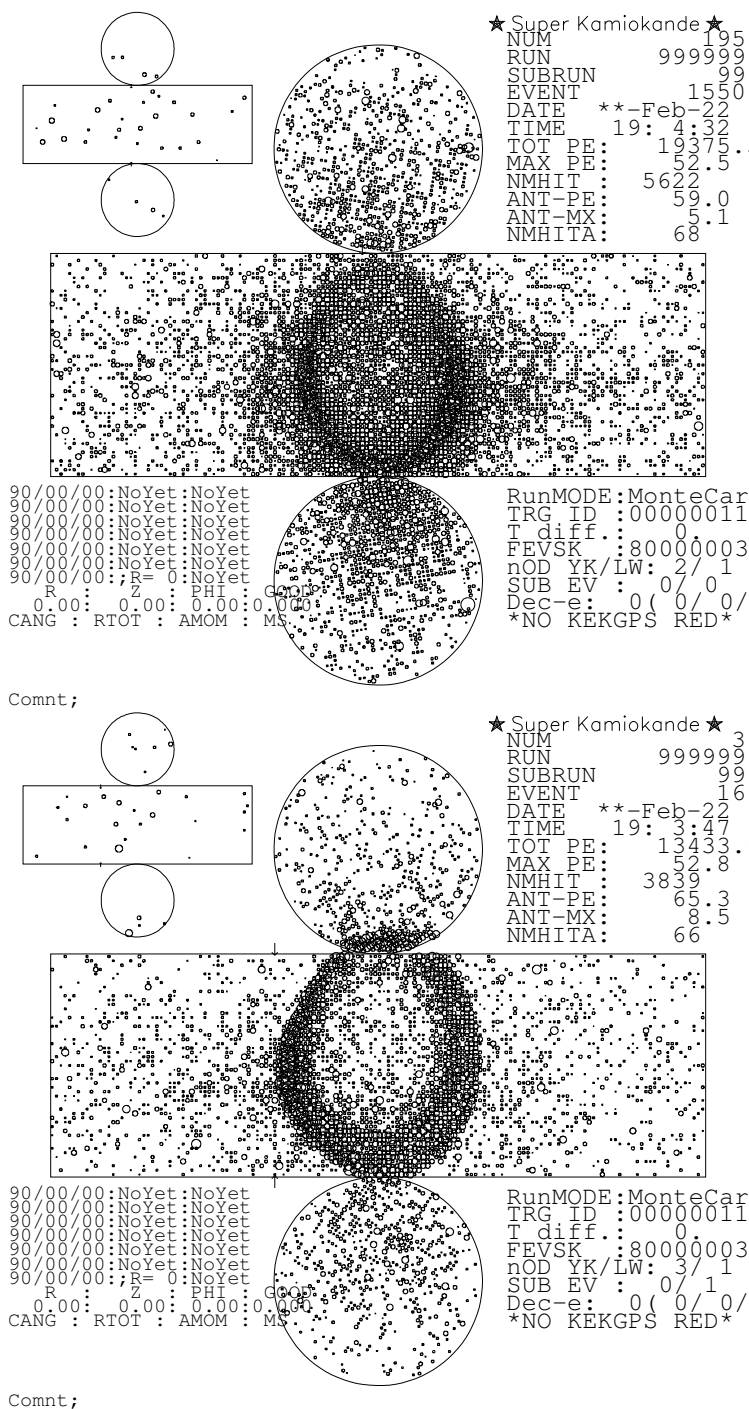 ★ Super Kamiokande ★
NUM 195
RUN 999999
SUBRUN 99
EVENT 1550
DATE **-Feb-22
TIME 19: 4:32
TOT PE: 19375.
MAX PE: 52.5
NMHIT : 5622
ANT-PE: 59.0
ANT-MX: 5.1
NMHITA: 68
90/00/00:NoYet:NoYet
90/00/00:NoYet:NoYet
90/00/00:NoYet:NoYet
90/00/00:NoYet:NoYet
90/00/00:NoYet:NoYet
90/00/00:NoYet:NoYet
90/00/00:;R= 0:NoYet
R : Z : PHI : GOOD
0.00: 0.00: 0.00:0.000
CANG : RTOT : AMOM : MS
RunMODE:MonteCar
TRG ID :00000011
T diff.: 0.
FEVSK :80000003
nOD YK/LW: 2/ 1
SUB EV : 0/ 0
Dec-e: 0( 0/ 0/
*NO KEKGPS RED*
Comnt;
★ Super Kamiokande ★
NUM 3
RUN 999999
SUBRUN 99
EVENT 16
DATE **-Feb-22
TIME 19: 3:47
TOT PE: 13433.
MAX PE: 52.8
NMHIT : 3839
ANT-PE: 65.3
ANT-MX: 8.5
NMHITA: 66
90/00/00:NoYet:NoYet
90/00/00:NoYet:NoYet
90/00/00:NoYet:NoYet
90/00/00:NoYet:NoYet
90/00/00:NoYet:NoYet
90/00/00:NoYet:NoYet
90/00/00:;R= 0:NoYet
R : Z : PHI : GOOD
0.00: 0.00: 0.00:0.000
CANG : RTOT : AMOM : MS
RunMODE:MonteCar
TRG ID :00000011
T diff.: 0.
FEVSK :80000003
nOD YK/LW: 3/ 1
SUB EV : 0/ 1
Dec-e: 0( 0/ 0/
*NO KEKGPS RED*
Comnt;